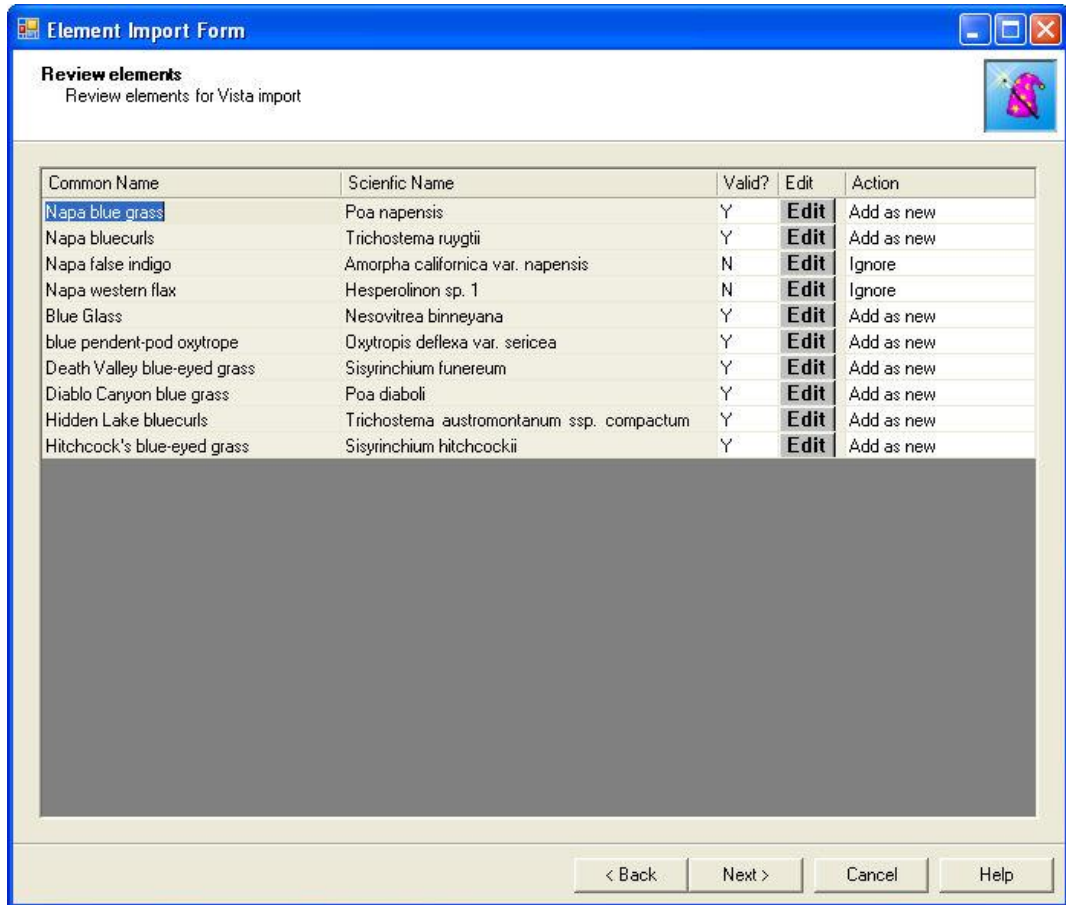 Element Import Form
Review elements
Review elements for Vista import
Common Name Scienfic Name Valid? Edit Action
Napa blue grass Poa napensis Y Edit Add as new
Napa bluecurls Trichostema ruygtii Y Edit Add as new
Napa false indigo Amorpha californica var. napensis N Edit Ignore
Napa western flax Hesperolinon sp. 1 N Edit Ignore
Blue Glass Nesovitrea binneyana Y Edit Add as new
blue pendent-pod oxytrope Oxytropis deflexa var. sericea Y Edit Add as new
Death Valley blue-eyed grass Sisyrinchium funereum Y Edit Add as new
Diablo Canyon blue grass Poa diaboli Y Edit Add as new
Hidden Lake bluecurls Trichostema austromontanum ssp. compactum Y Edit Add as new
Hitchcock's blue-eyed grass Sisyrinchium hitchcockii Y Edit Add as new
< Back Next > Cancel Help